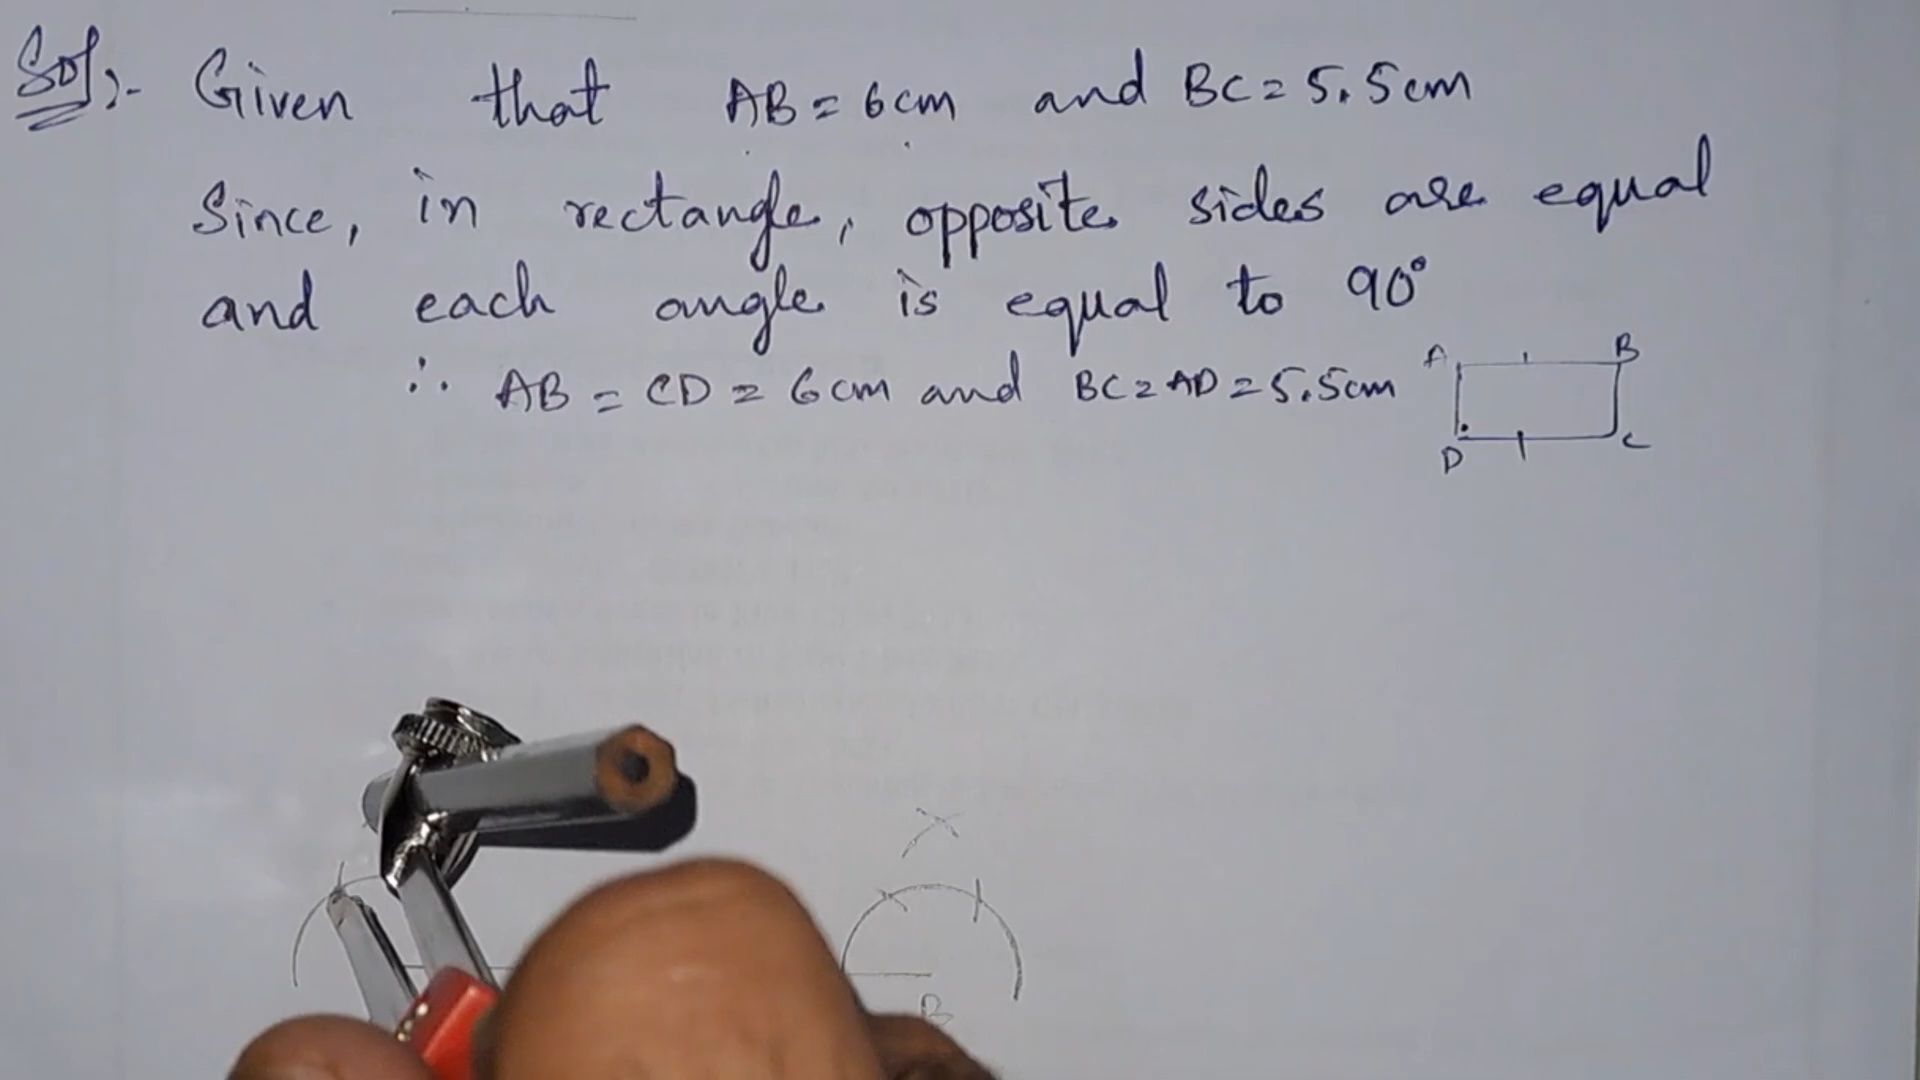 Sol:- Given that AB = 6cm and BC = 5.5cm
Since, in rectangle, opposite sides are equal
and each angle is equal to 90°
∴ AB = CD = 6cm and BC = AD = 5.5cm
A B
D C
B